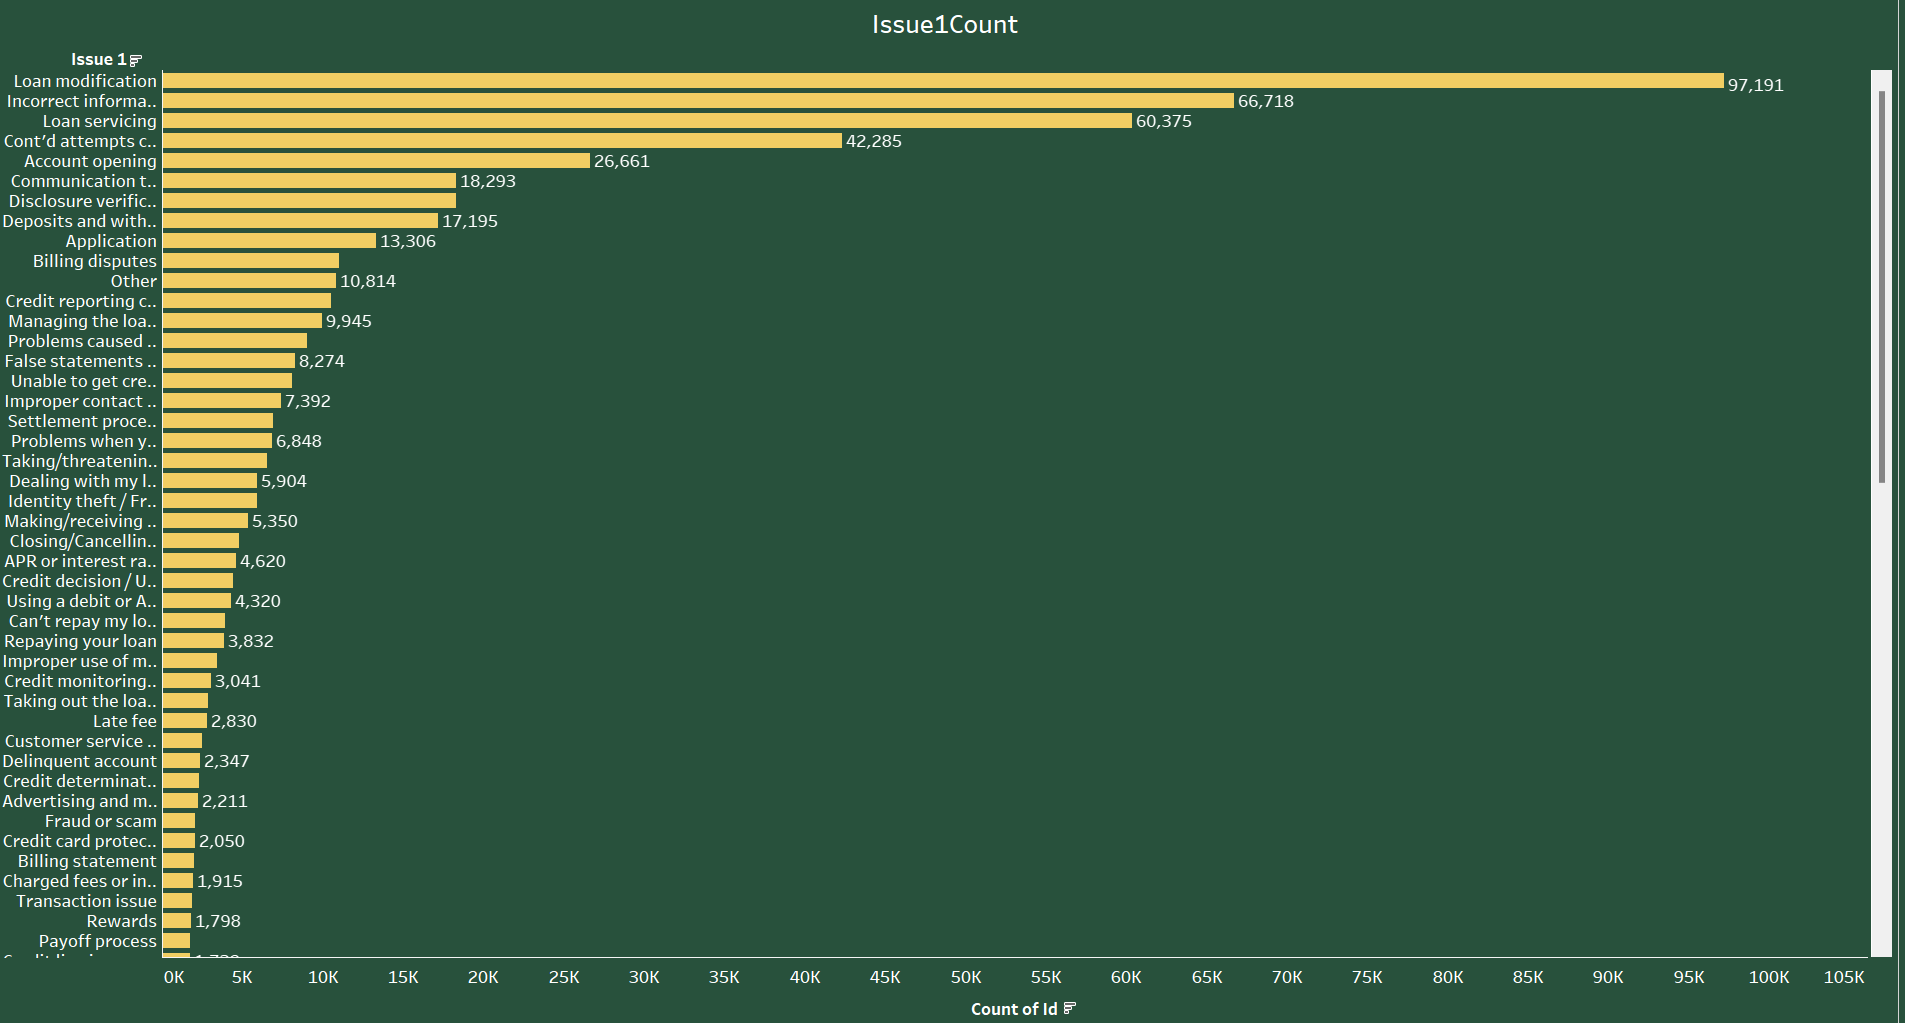 Issue1Count
Issue 1
Loan modification 97,191
Incorrect informa.. 66,718
Loan servicing 60,375
Cont’d attempts c.. 42,285
Account opening 26,661
Communication t.. 18,293
Disclosure verific..
Deposits and with.. 17,195
Application 13,306
Billing disputes
Other 10,814
Credit reporting c..
Managing the loa.. 9,945
Problems caused ..
False statements .. 8,274
Unable to get cre..
Improper contact .. 7,392
Settlement proce..
Problems when y.. 6,848
Taking/threatenin..
Dealing with my l.. 5,904
Identity theft / Fr..
Making/receiving .. 5,350
Closing/Cancellin..
APR or interest ra.. 4,620
Credit decision / U..
Using a debit or A.. 4,320
Can’t repay my lo..
Repaying your loan 3,832
Improper use of m..
Credit monitoring.. 3,041
Taking out the loa..
Late fee 2,830
Customer service ..
Delinquent account 2,347
Credit determinat..
Advertising and m.. 2,211
Fraud or scam
Credit card protec.. 2,050
Billing statement
Charged fees or in.. 1,915
Transaction issue
Rewards 1,798
Payoff process
0K 5K 10K 15K 20K 25K 30K 35K 40K 45K 50K 55K 60K 65K 70K 75K 80K 85K 90K 95K 100K 105K
Count of Id